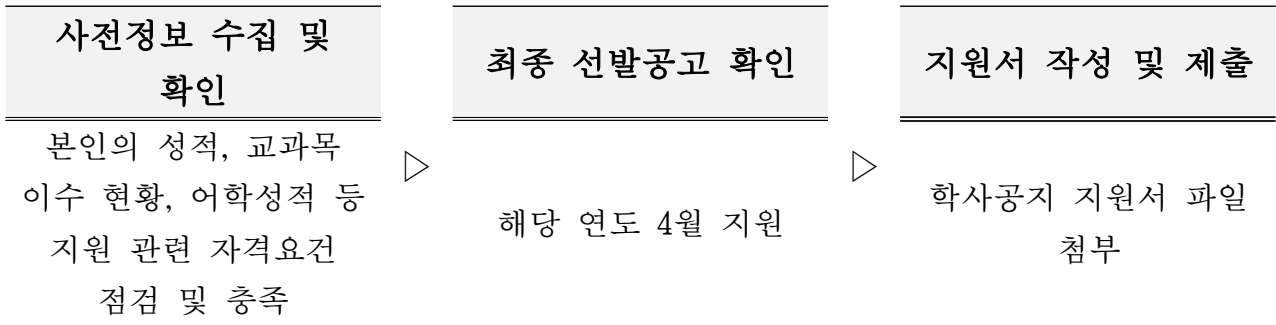 사전정보 수집 및
확인
본인의 성적, 교과목
이수 현황, 어학성적 등
지원 관련 자격요건
점검 및 충족
▷
최종 선발공고 확인
해당 연도 4월 지원
▷
지원서 작성 및 제출
학사공지 지원서 파일
첨부